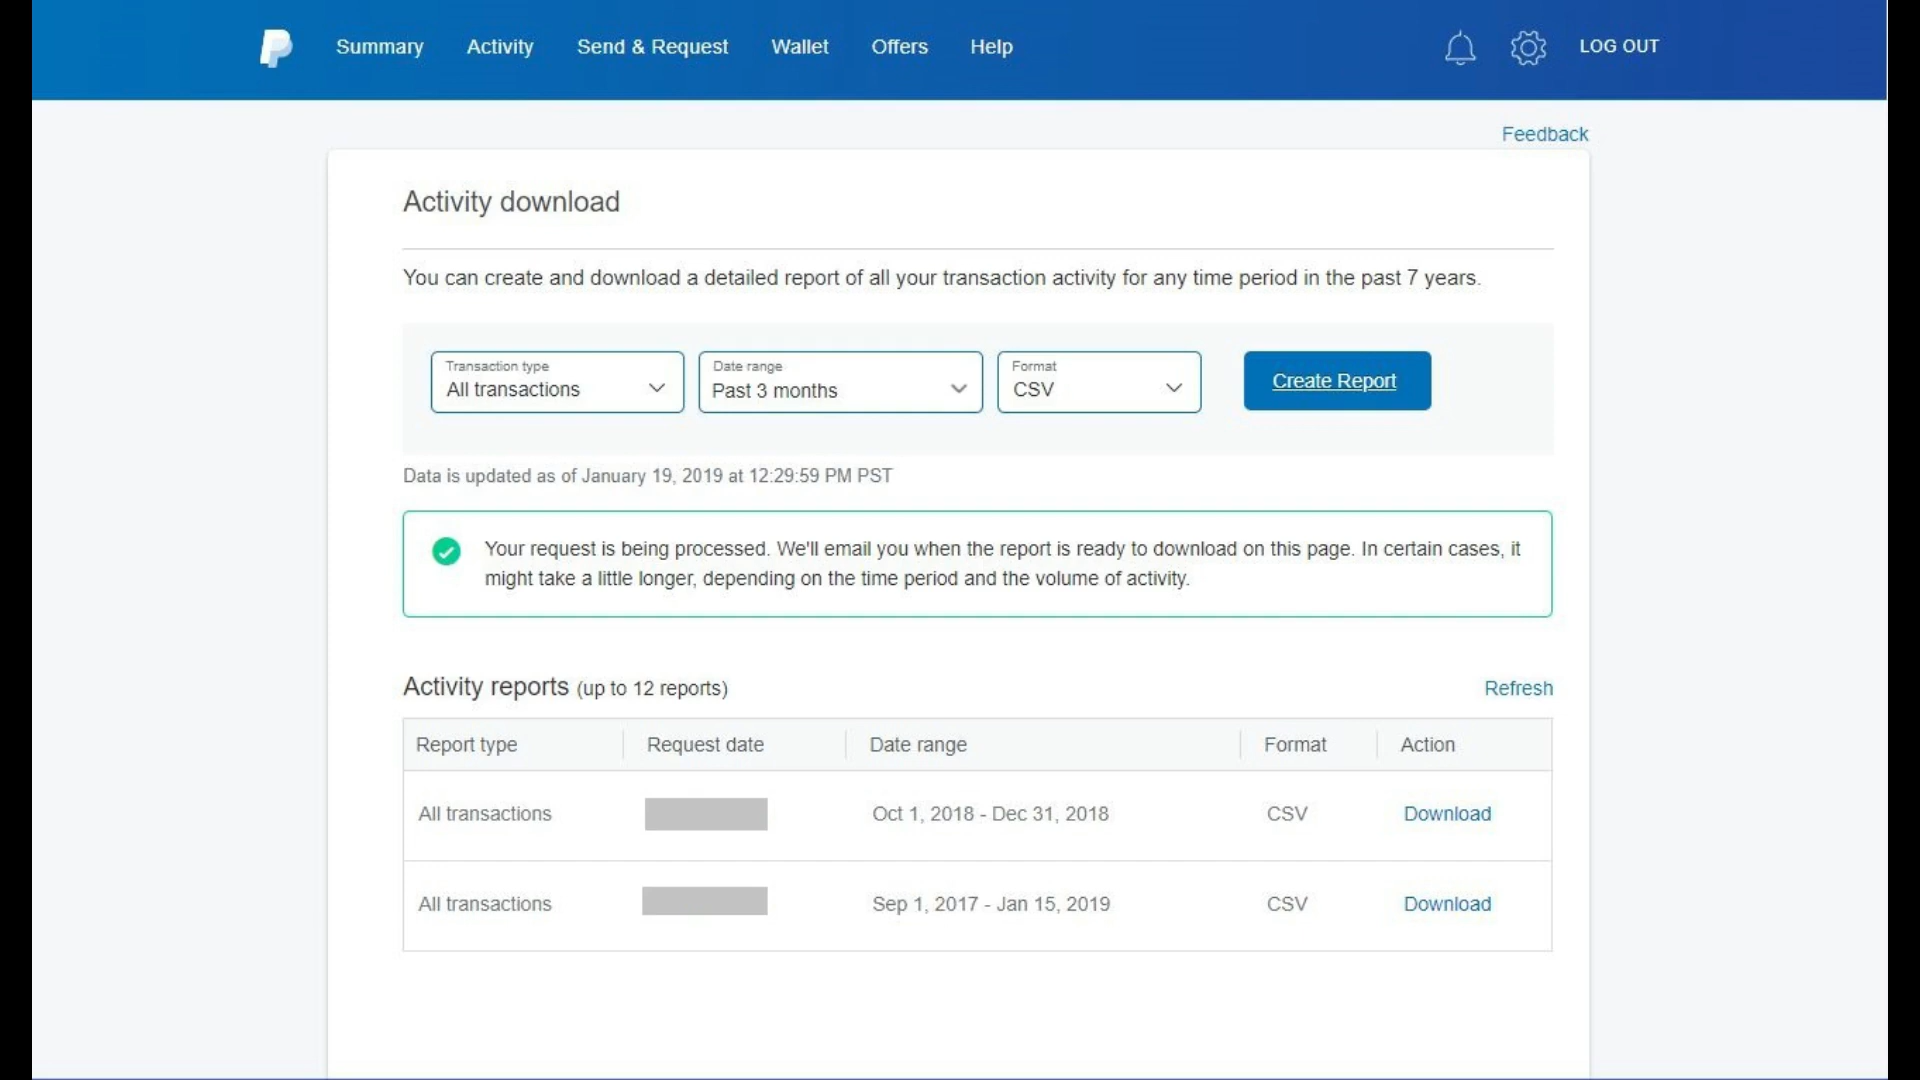 Summary Activity Send & Request Wallet Offers Help LOG OUT
Feedback
Activity download
You can create and download a detailed report of all your transaction activity for any time period in the past 7 years.
Transaction type Date range Format
All transactions Past 3 months CSV Create Report
Data is updated as of January 19, 2019 at 12:29:59 PM PST
Your request is being processed. We'll email you when the report is ready to download on this page. In certain cases, it
might take a little longer, depending on the time period and the volume of activity.
Activity reports (up to 12 reports) Refresh
Report type Request date Date range Format Action
All transactions Oct 1, 2018 - Dec 31, 2018 CSV Download
All transactions Sep 1, 2017 - Jan 15, 2019 CSV Download